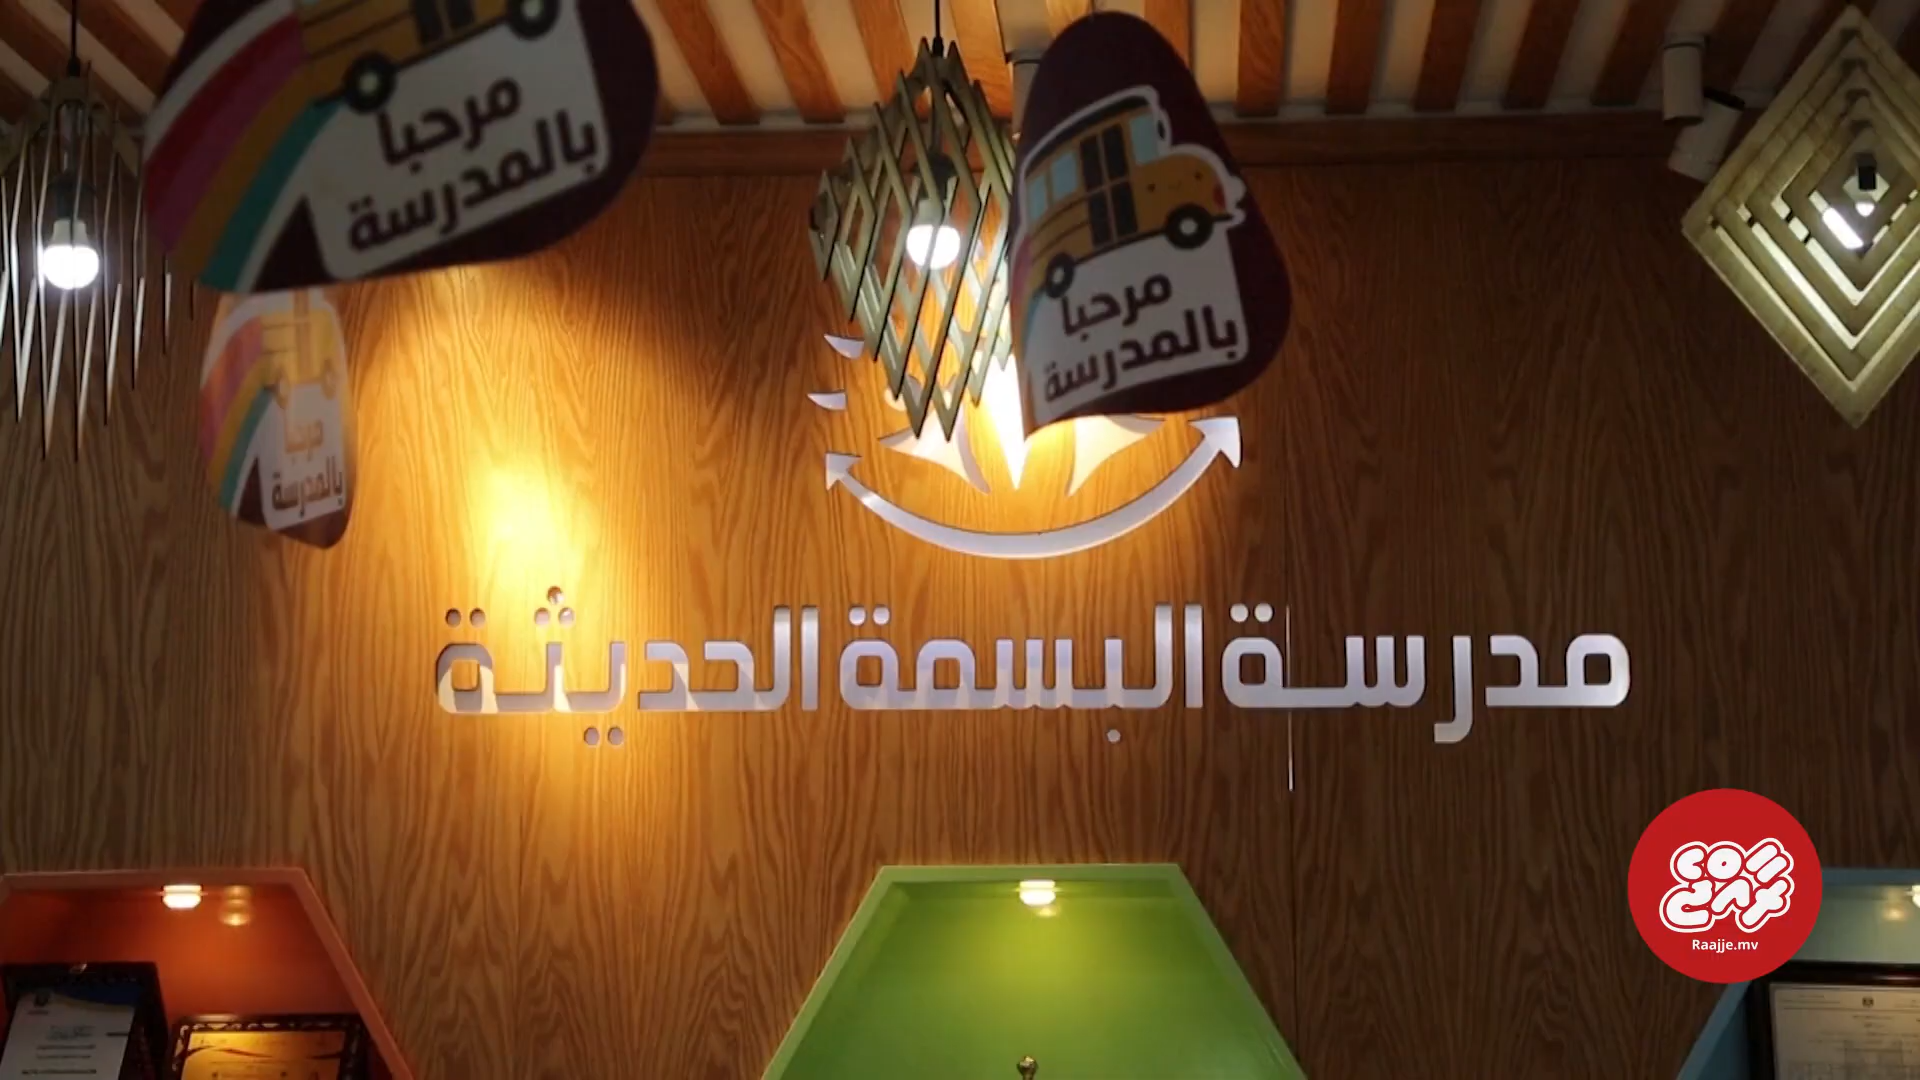 مرحباً
بالمدرسة
مرحباً
بالمدرسة
مرحباً
بالمدرسة
مدرسة البسمة الحديثة
Raajje.mv